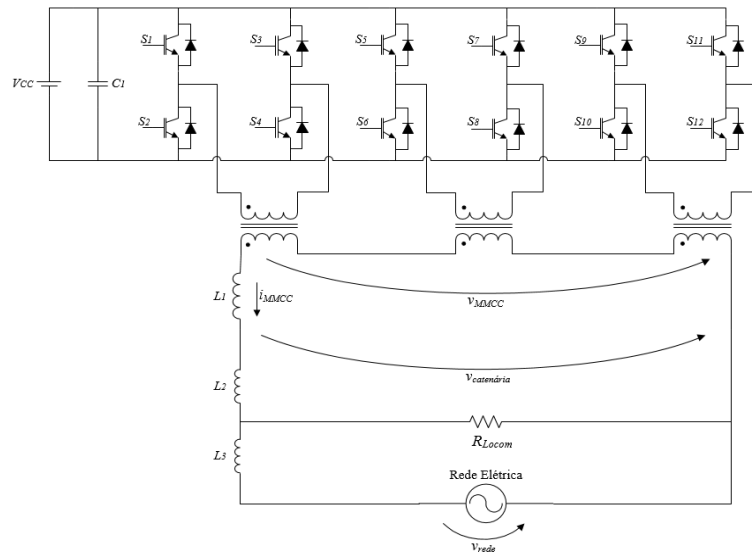 S1
S3
S5
S7
S9
S11
VCC
C1
S2
S4
S6
S8
S10
S12
L1
iMMCC
vMMCC
vcatenária
L2
RLocom
L3
Rede Elétrica
vrede